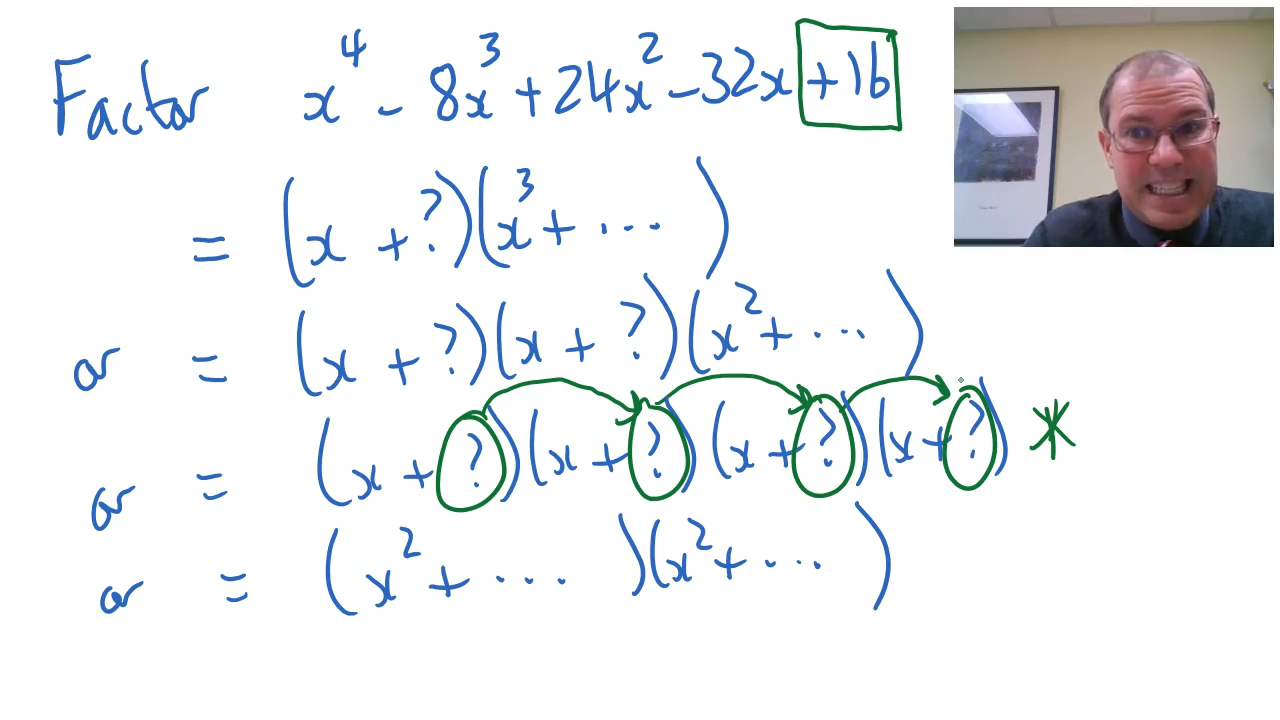 Factor x⁴ - 8x³ + 24x² - 32x + 16
= (x + ?)(x³ + ... )
or = (x + ?)(x + ?)(x² + ... )
or = (x + ?)(x + ?)(x + ?)(x + ?) *
or = (x² + ... )(x² + ... )